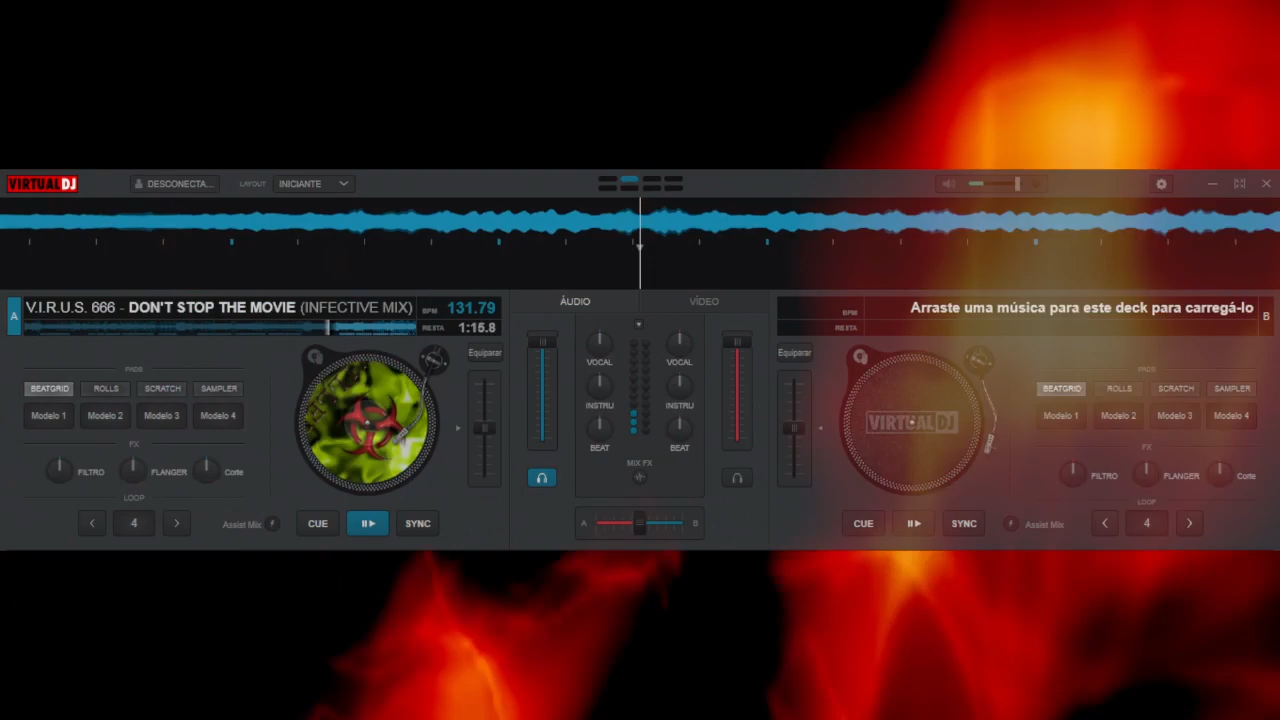 VIRTUALDJ
DESCONECTA...
LAYOUT
INICIANTE
A
V.I.R.U.S. 666 - DON'T STOP THE MOVIE (INFECTIVE MIX)
BPM 131.79
RESTA 1:15.8
ÁUDIO
VÍDEO
BPM
RESTA
Arraste uma música para este deck para carregá-lo
B
PADS
BEATGRID ROLLS SCRATCH SAMPLER
Modelo 1 Modelo 2 Modelo 3 Modelo 4
FX
FILTRO FLANGER Corte
LOOP
4
Assist Mix
CUE
SYNC
Equiparar
VOCAL VOCAL
INSTRU INSTRU
BEAT BEAT
MIX FX
A B
Equiparar
VIRTUALDJ
CUE
SYNC
Assist Mix
PADS
BEATGRID ROLLS SCRATCH SAMPLER
Modelo 1 Modelo 2 Modelo 3 Modelo 4
FX
FILTRO FLANGER Corte
LOOP
4